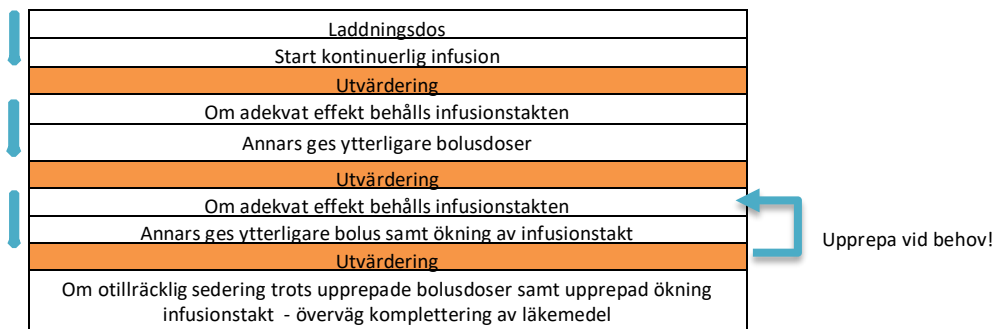 Laddningsdos
Start kontinuerlig infusion
Utvärdering
Om adekvat effekt behålls infusionstakten
Annars ges ytterligare bolusdoser
Utvärdering
Om adekvat effekt behålls infusionstakten
Annars ges ytterligare bolus samt ökning av infusionstakt
Upprepa vid behov!
Utvärdering
Om otillräcklig sedering trots upprepade bolusdoser samt upprepad ökning
infusionstakt - överväg komplettering av läkemedel